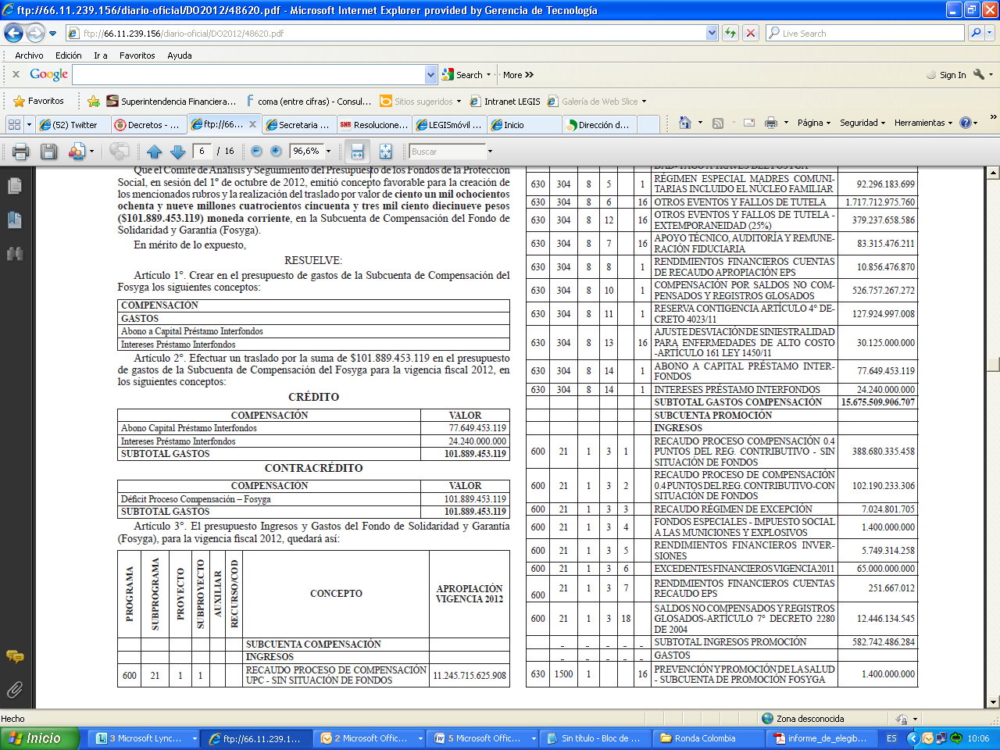 ftp://66.11.239.156/diario-oficial/DO2012/48620.pdf - Microsoft Internet Explorer provided by Gerencia de Tecnología
ftp://66.11.239.156/diario-oficial/DO2012/48620.pdf
Live Search
Archivo Edición Ir a Favoritos Ayuda
x Google Search More >> Sign In
Favoritos Superintendencia Financiera... coma (entre cifras) - Consul... Sitios sugeridos Intranet LEGIS Galería de Web Slice
(52) Twitter Decretos - ... ftp://66... X Secretaria ... Resolucione... LEGISmóvil ... Inicio Dirección d... Página Seguridad Herramientas
6 / 16 96,6% Buscar
Que el Comité de Análisis y Seguimiento del Presupuesto de los Fondos de la Protección
Social, en sesión del 1° de octubre de 2012, emitió concepto favorable para la creación de
los mencionados rubros y la realización del traslado por valor de ciento un mil ochocientos
ochenta y nueve millones cuatrocientos cincuenta y tres mil ciento diecinueve pesos
($101.889.453.119) moneda corriente, en la Subcuenta de Compensación del Fondo de
Solidaridad y Garantía (Fosyga).
En mérito de lo expuesto,
RESUELVE:
Artículo 1°. Crear en el presupuesto de gastos de la Subcuenta de Compensación del
Fosyga los siguientes conceptos:
COMPENSACIÓN
GASTOS
Abono a Capital Préstamo Interfondos
Intereses Préstamo Interfondos
Artículo 2°. Efectuar un traslado por la suma de $101.889.453.119 en el presupuesto
de gastos de la Subcuenta de Compensación del Fosyga para la vigencia fiscal 2012, en
los siguientes conceptos:
CRÉDITO
COMPENSACIÓN VALOR
Abono Capital Préstamo Interfondos 77.649.453.119
Intereses Préstamo Interfondos 24.240.000.000
SUBTOTAL GASTOS 101.889.453.119
CONTRACRÉDITO
COMPENSACIÓN VALOR
Déficit Proceso Compensación – Fosyga 101.889.453.119
SUBTOTAL GASTOS 101.889.453.119
Artículo 3°. El presupuesto Ingresos y Gastos del Fondo de Solidaridad y Garantía
(Fosyga), para la vigencia fiscal 2012, quedará así:
PROGRAMA SUBPROGRAMA PROYECTO SUBPROYECTO AUXILIAR RECURSO/COD CONCEPTO APROPIACIÓN
VIGENCIA 2012
SUBCUENTA COMPENSACIÓN
INGRESOS
600 21 1 1 RECAUDO PROCESO DE COMPENSACIÓN
UPC - SIN SITUACIÓN DE FONDOS 11.245.715.625.908
630 304 8 5 1 RÉGIMEN ESPECIAL MADRES COMUNI-
TARIAS INCLUIDO EL NÚCLEO FAMILIAR 92.296.183.699
630 304 8 6 16 OTROS EVENTOS Y FALLOS DE TUTELA 1.717.712.975.760
630 304 8 12 16 OTROS EVENTOS Y FALLOS DE TUTELA -
EXTEMPORANEIDAD (25%) 379.237.658.586
630 304 8 7 16 APOYO TÉCNICO, AUDITORÍA Y REMUNE-
RACIÓN FIDUCIARIA 83.315.476.211
630 304 8 8 1 RENDIMIENTOS FINANCIEROS CUENTAS
DE RECAUDO APROPIACIÓN EPS 10.856.476.870
630 304 8 10 1 COMPENSACIÓN POR SALDOS NO COM-
PENSADOS Y REGISTROS GLOSADOS 526.757.267.272
630 304 8 11 1 RESERVA CONTIGENCIA ARTÍCULO 4° DE-
CRETO 4023/11 127.924.997.008
630 304 8 13 16 AJUSTE DESVIACIÓN DE SINIESTRALIDAD
PARA ENFERMEDADES DE ALTO COSTO
-ARTÍCULO 161 LEY 1450/11 30.125.000.000
630 304 8 14 1 ABONO A CAPITAL PRÉSTAMO INTER-
FONDOS 77.649.453.119
630 304 8 14 1 INTERESES PRÉSTAMO INTERFONDOS 24.240.000.000
SUBTOTAL GASTOS COMPENSACIÓN 15.675.509.906.707
SUBCUENTA PROMOCIÓN
INGRESOS
600 21 1 3 1 RECAUDO PROCESO COMPENSACIÓN 0.4
PUNTOS DEL REG. CONTRIBUTIVO - SIN
SITUACIÓN DE FONDOS 388.680.335.458
600 21 1 3 2 RECAUDO PROCESO DE COMPENSACIÓN
0.4 PUNTOS DEL REG. CONTRIBUTIVO-CON
SITUACIÓN DE FONDOS 102.190.233.306
600 21 1 3 3 RECAUDO RÉGIMEN DE EXCEPCIÓN 7.024.801.705
600 21 1 3 4 FONDOS ESPECIALES - IMPUESTO SOCIAL
A LAS MUNICIONES Y EXPLOSIVOS 1.400.000.000
600 21 1 3 5 RENDIMIENTOS FINANCIEROS INVER-
SIONES 5.749.314.258
600 21 1 3 6 EXCEDENTES FINANCIEROS VIGENCIA 2011 65.000.000.000
600 21 1 3 7 RENDIMIENTOS FINANCIEROS CUENTAS
RECAUDO EPS 251.667.012
600 21 1 3 18 SALDOS NO COMPENSADOS Y REGISTROS
GLOSADOS-ARTÍCULO 7° DECRETO 2280
DE 2004 12.446.134.545
- - - - - SUBTOTAL INGRESOS PROMOCIÓN 582.742.486.284
- - - - - GASTOS
630 1500 1 16 PREVENCIÓN Y PROMOCIÓN DE LA SALUD
- SUBCUENTA DE PROMOCIÓN FOSYGA 1.400.000.000
Hecho Zona desconocida
Inicio 3 Microsoft Lync... ftp://66.11.239.1... 2 Microsoft Offic... 5 Microsoft Offic... Sin título - Bloc de ... Ronda Colombia informe_de_elegib... ES 10:06